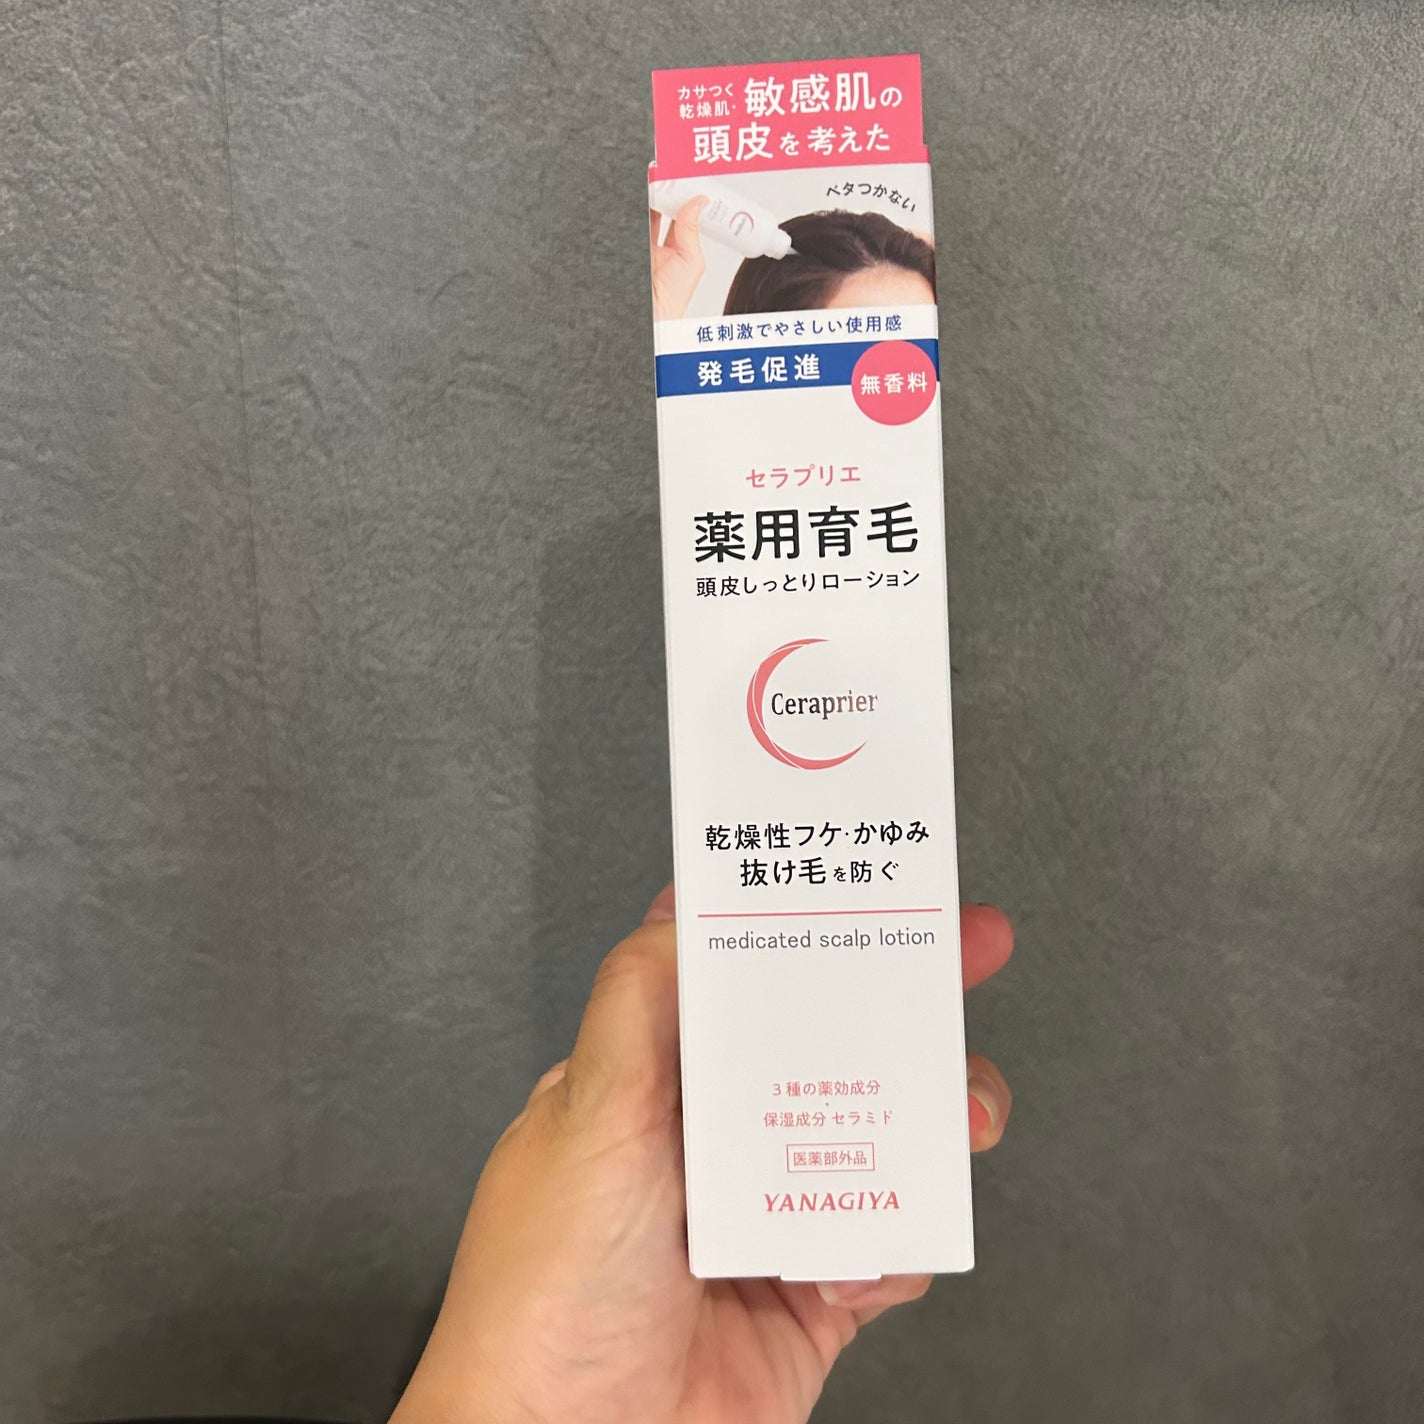 カサつく
乾燥肌・敏感肌の
頭皮を考えた
ベタつかない
低刺激でやさしい使用感
発毛促進
無香料
セラプリエ
薬用育毛
頭皮しっとりローション
Ceraprier
乾燥性フケ・かゆみ
抜け毛を防ぐ
medicated scalp lotion
3種の薬効成分
・
保湿成分 セラミド
医薬部外品
YANAGIYA